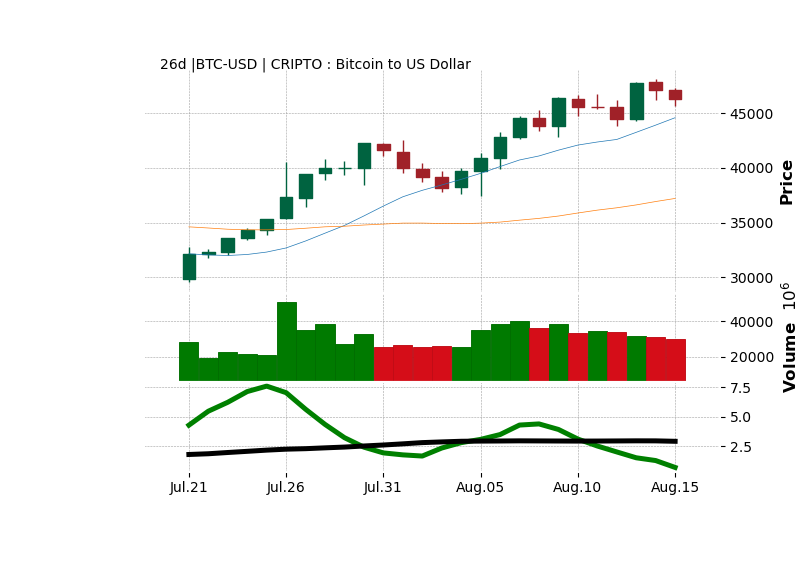 26d |BTC-USD | CRIPTO : Bitcoin to US Dollar
45000
40000
35000
30000
Price
40000
20000
Volume 10^6
7.5
5.0
2.5
Jul.21 Jul.26 Jul.31 Aug.05 Aug.10 Aug.15